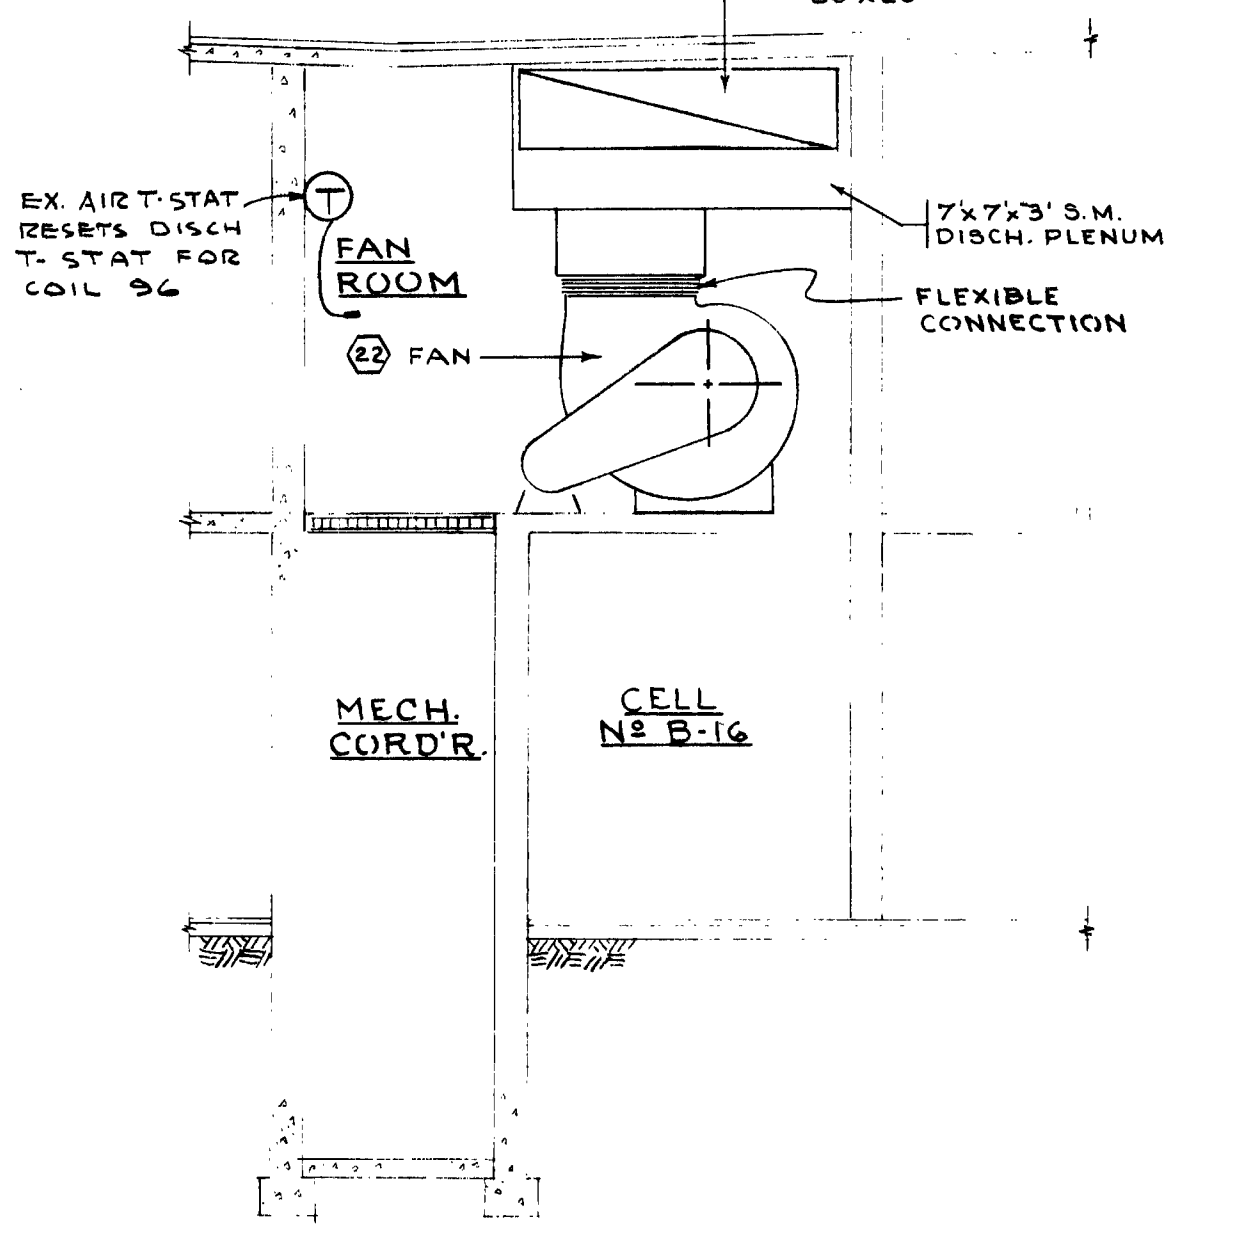 EX. AIR T-STAT
RESETS DISCH
T-STAT FOR
COIL 96
T
FAN
ROOM
22 FAN
7'x7'x3' S.M.
DISCH. PLENUM
FLEXIBLE
CONNECTION
MECH.
CORD'R.
CELL
Nº B-16